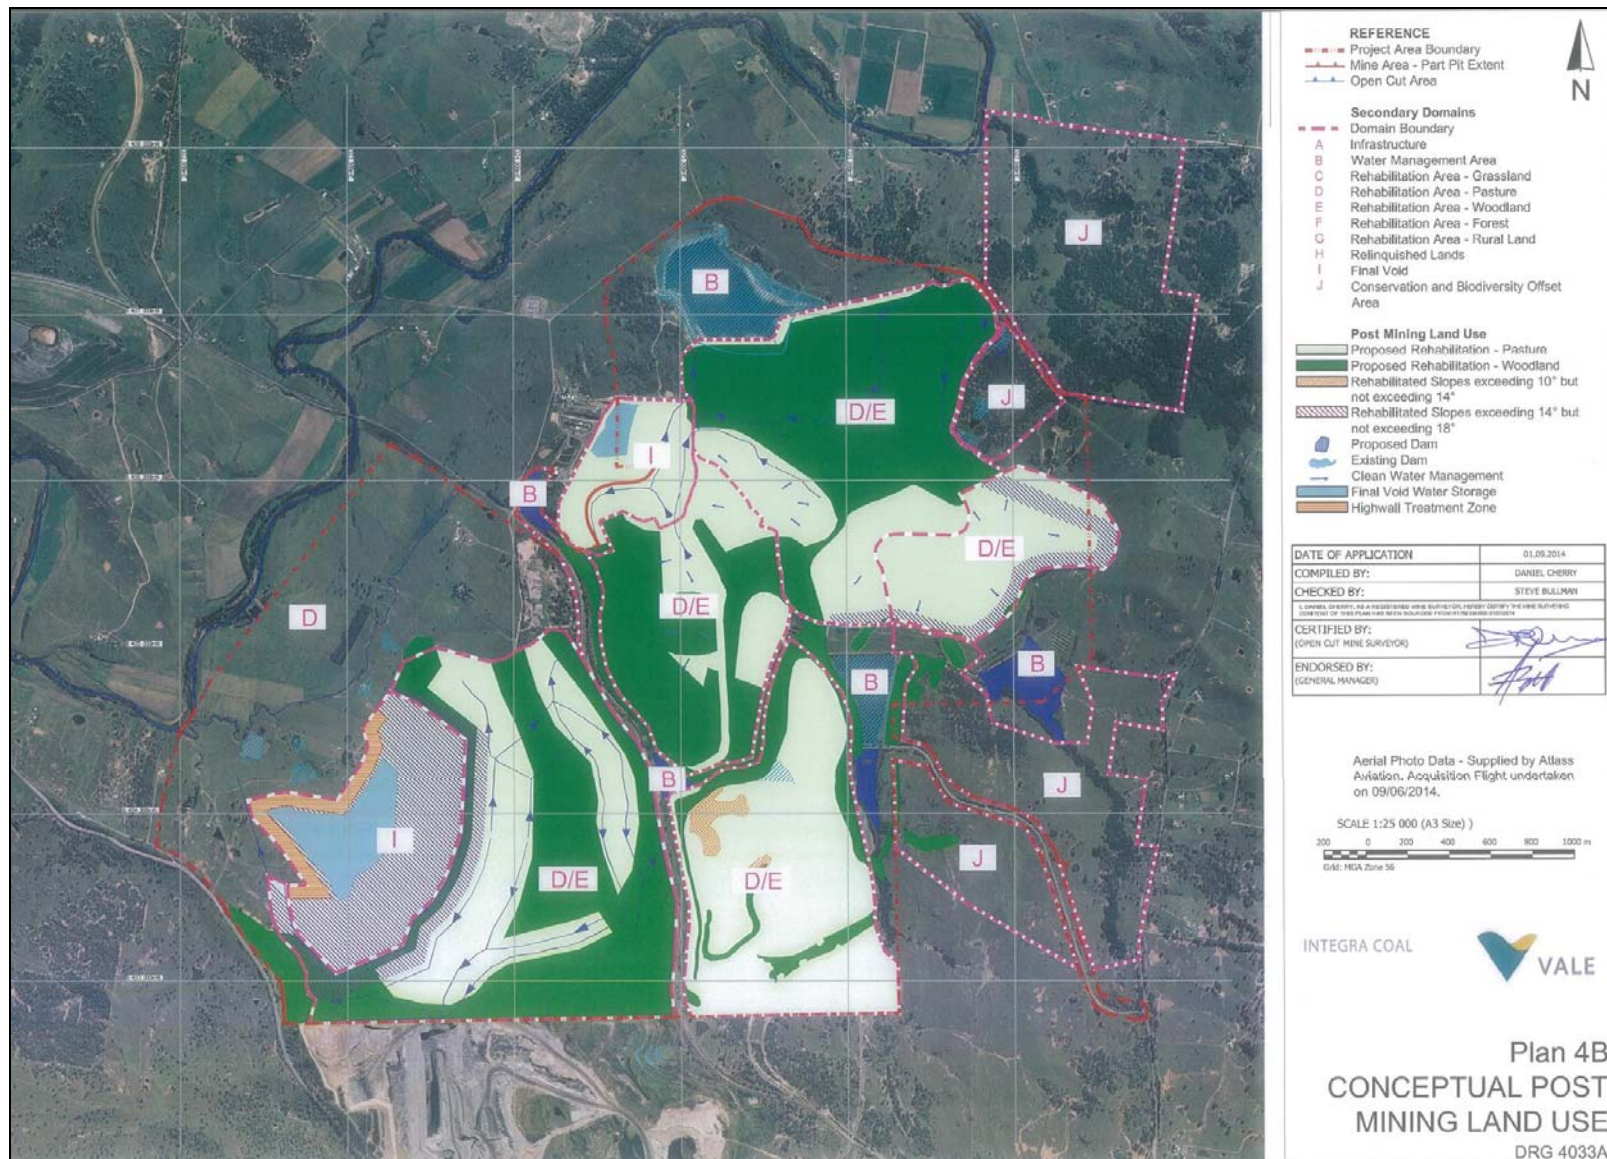 REFERENCE
Project Area Boundary
Mine Area - Part Pit Extent
Open Cut Area
N
Secondary Domains
Domain Boundary
A Infrastructure
B Water Management Area
C Rehabilitation Area - Grassland
D Rehabilitation Area - Pasture
E Rehabilitation Area - Woodland
F Rehabilitation Area - Forest
G Rehabilitation Area - Rural Land
H Relinquished Lands
I Final Void
J Conservation and Biodiversity Offset
Area
Post Mining Land Use
Proposed Rehabilitation - Pasture
Proposed Rehabilitation - Woodland
Rehabilitated Slopes exceeding 10° but
not exceeding 14°
Rehabilitated Slopes exceeding 14° but
not exceeding 18°
Proposed Dam
Existing Dam
Clean Water Management
Final Void Water Storage
Highwall Treatment Zone
DATE OF APPLICATION 01.09.2014
COMPILED BY: DANIEL CHERRY
CHECKED BY: STEVE BULLMAN
CERTIFIED BY:
(OPEN CUT MINE SURVEYOR)
ENDORSED BY:
(GENERAL MANAGER)
Aerial Photo Data - Supplied by Atlass
Aviation. Acquisition Flight undertaken
on 09/06/2014.
SCALE 1:25 000 (A3 Size) )
200 0 200 400 600 800 1000 m
Grid: MGA Zone 56
INTEGRA COAL
VALE
Plan 4B
CONCEPTUAL POST
MINING LAND USE
DRG 4033A
J
B
J
D/E
I
B
D/E
D/E
D
B
B
B
J
I
D/E
D/E
J